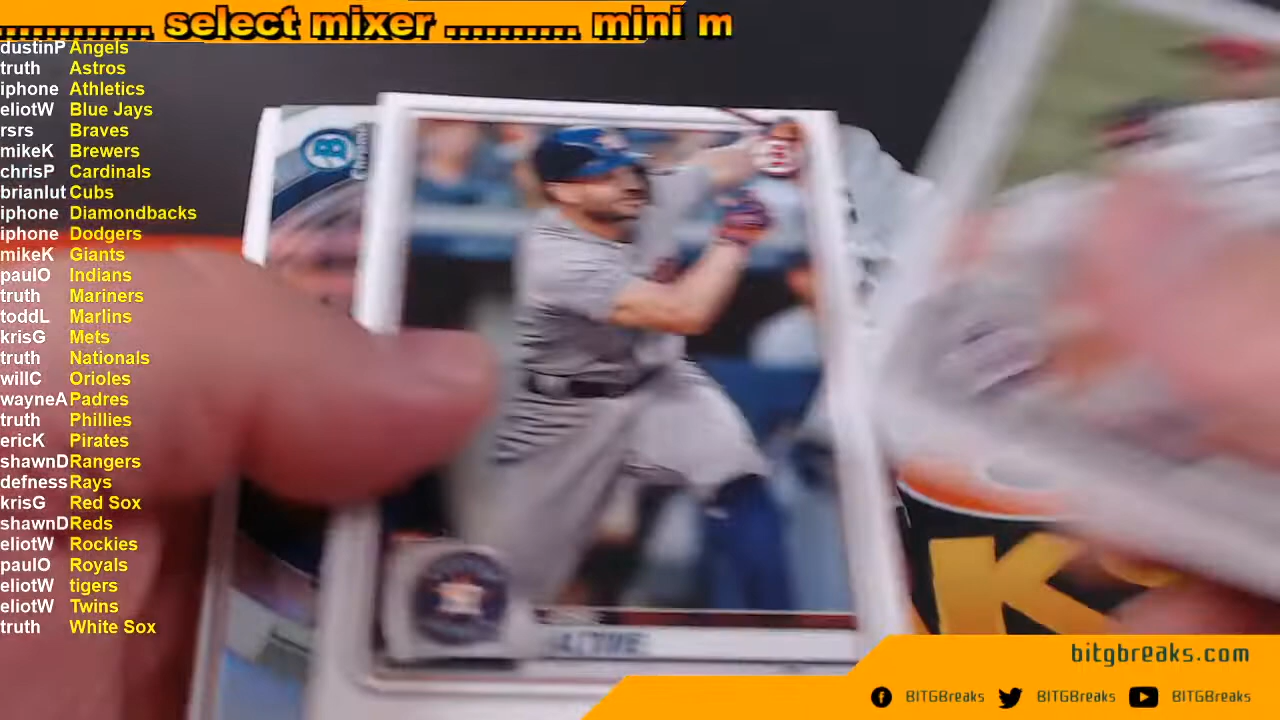 ........... select mixer .......... mini m
dustinP Angels
truth Astros
iphone Athletics
eliotW Blue Jays
rsrs Braves
mikeK Brewers
chrisP Cardinals
brianlut Cubs
iphone Diamondbacks
iphone Dodgers
mikeK Giants
paulO Indians
truth Mariners
toddL Marlins
krisG Mets
truth Nationals
willC Orioles
wayneA Padres
truth Phillies
ericK Pirates
shawnD Rangers
defness Rays
krisG Red Sox
shawnD Reds
eliotW Rockies
paulO Royals
eliotW tigers
eliotW Twins
truth White Sox
B
ALTUVE
K
bitgbreaks.com
BITGBreaks BITGBreaks BITGBreaks